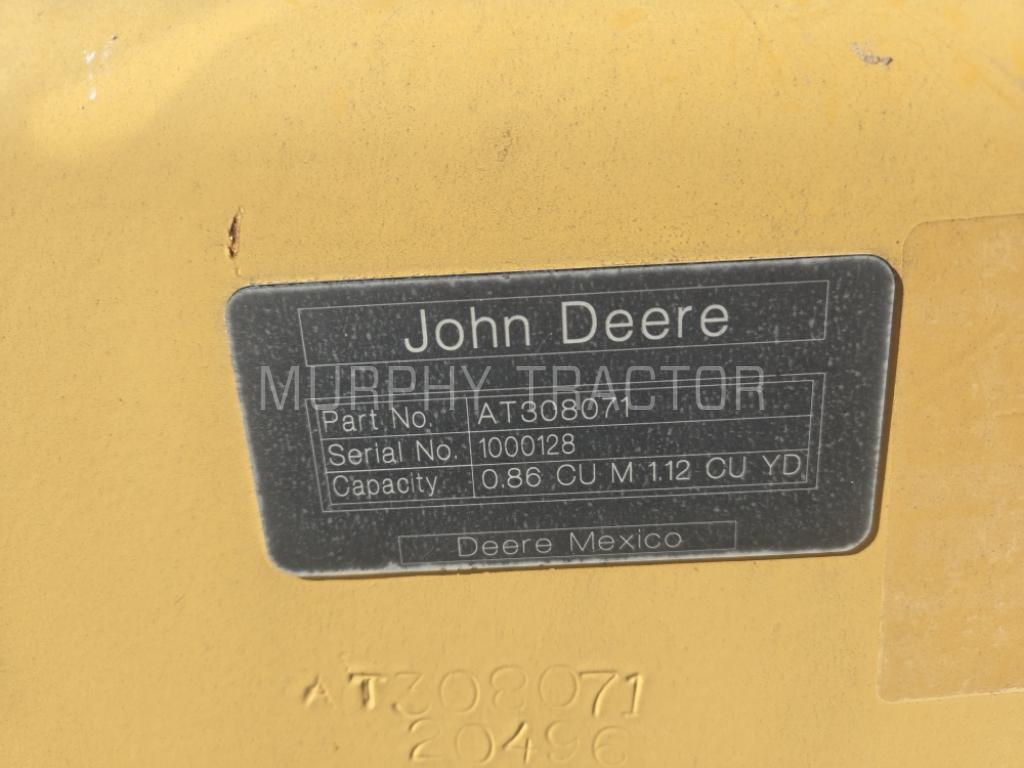 John Deere
MURPHY TRACTOR
Part No. AT308071
Serial No. 1000128
Capacity 0.86 CU M 1.12 CU YD
Deere Mexico
AT308071
20496